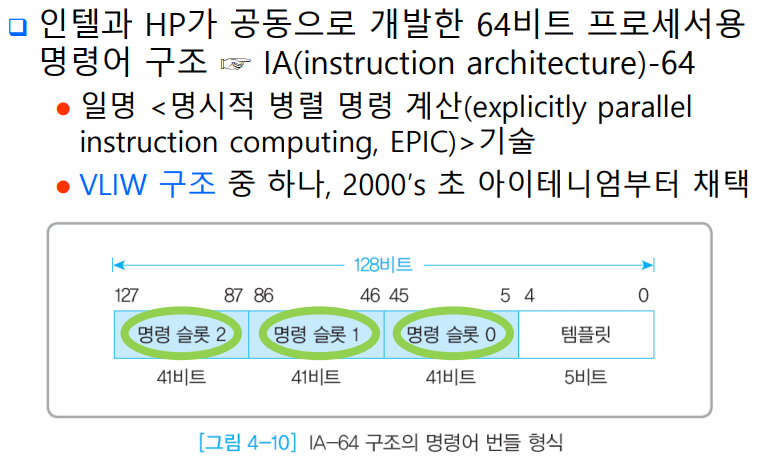 인텔과 HP가 공동으로 개발한 64비트 프로세서용
명령어 구조 ☞ IA(instruction architecture)-64
일명 <명시적 병렬 명령 계산(explicitly parallel
instruction computing, EPIC)>기술
VLIW 구조 중 하나, 2000's 초 아이테니엄부터 채택
128비트
127 87 86 46 45 5 4 0
명령 슬롯 2 명령 슬롯 1 명령 슬롯 0 템플릿
41비트 41비트 41비트 5비트
[그림 4-10] IA-64 구조의 명령어 번들 형식